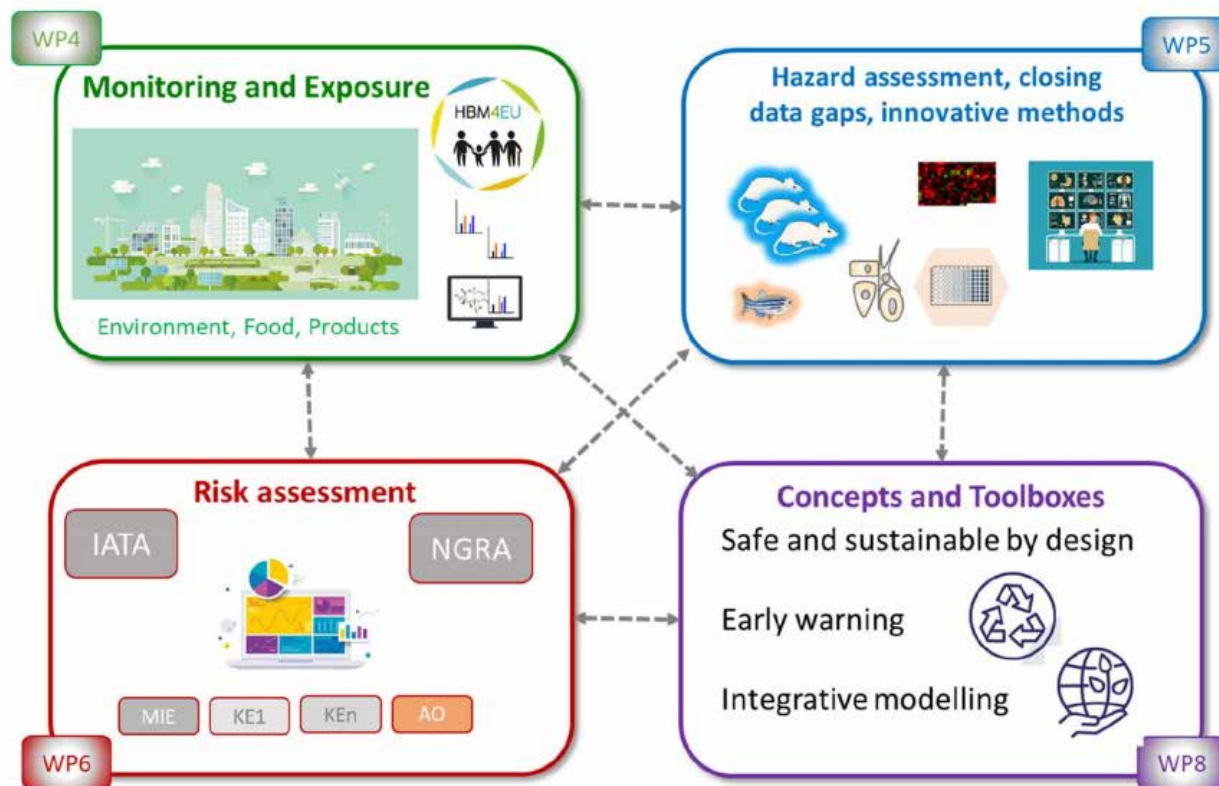 WP4
Monitoring and Exposure
HBM4EU
Environment, Food, Products
WP5
Hazard assessment, closing
data gaps, innovative methods
Risk assessment
IATA
NGRA
MIE
KE1
KEn
AO
WP6
Concepts and Toolboxes
Safe and sustainable by design
Early warning
Integrative modelling
WP8